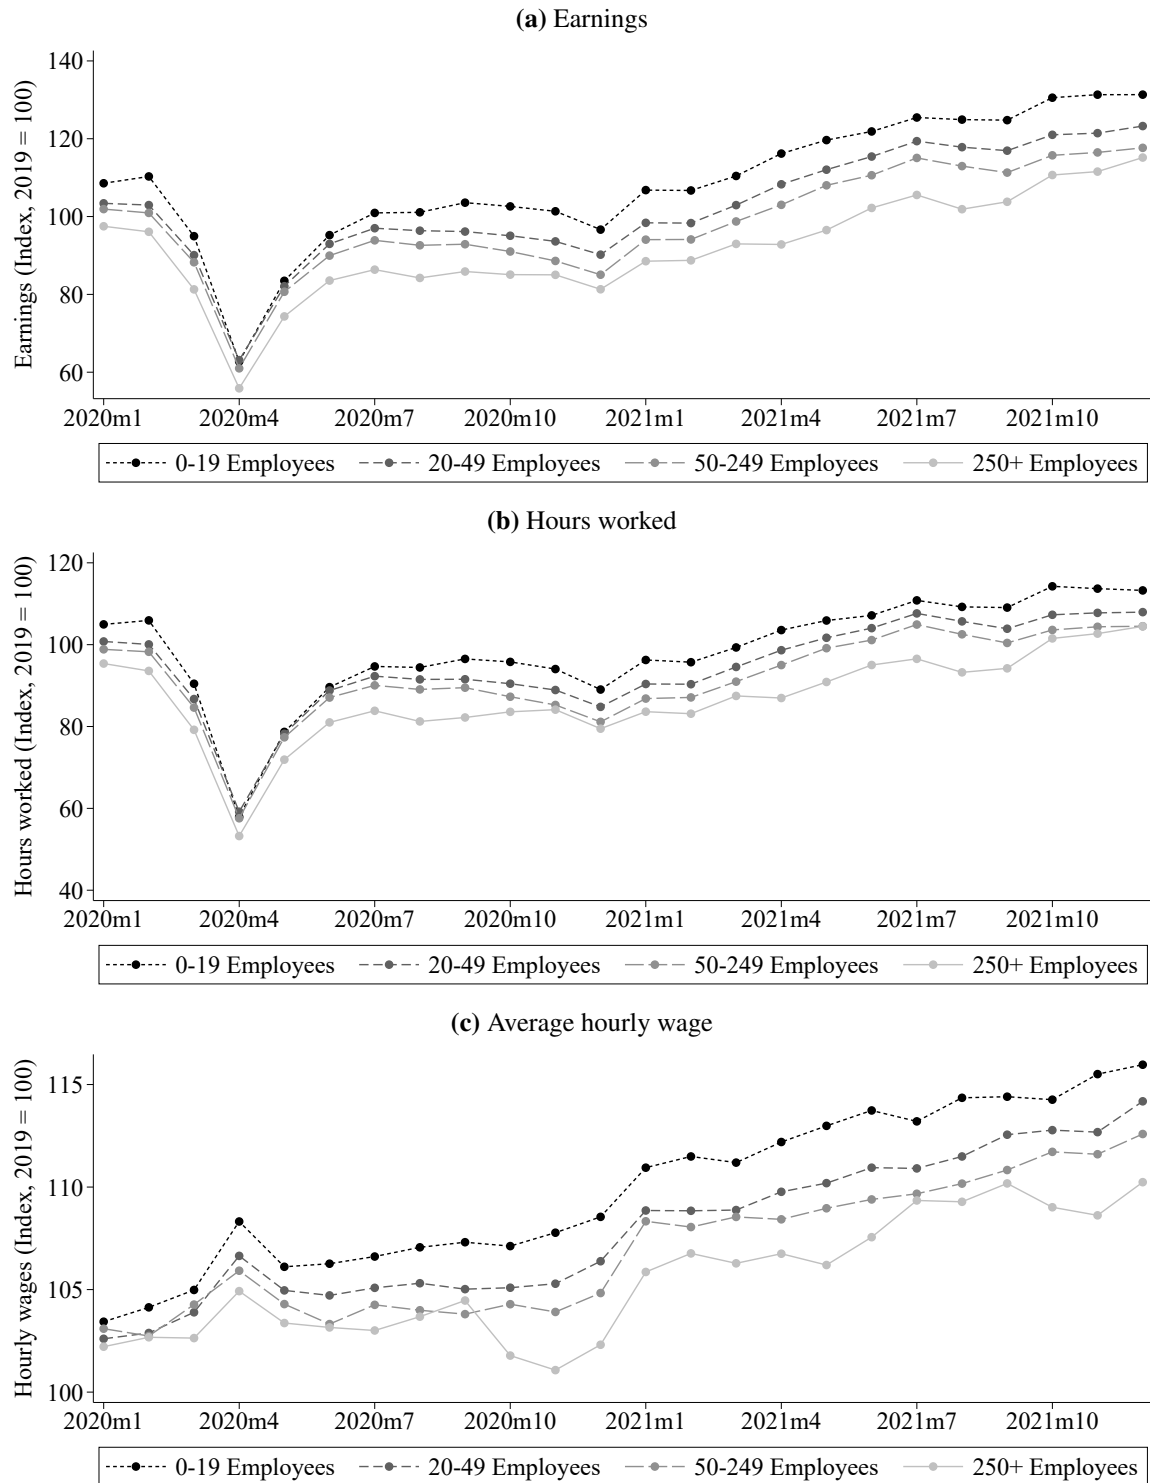 (a) Earnings
Earnings (Index, 2019 = 100)
140
120
100
80
60
2020m1 2020m4 2020m7 2020m10 2021m1 2021m4 2021m7 2021m10
0-19 Employees 20-49 Employees 50-249 Employees 250+ Employees
(b) Hours worked
Hours worked (Index, 2019 = 100)
120
100
80
60
40
2020m1 2020m4 2020m7 2020m10 2021m1 2021m4 2021m7 2021m10
0-19 Employees 20-49 Employees 50-249 Employees 250+ Employees
(c) Average hourly wage
Hourly wages (Index, 2019 = 100)
115
110
105
100
2020m1 2020m4 2020m7 2020m10 2021m1 2021m4 2021m7 2021m10
0-19 Employees 20-49 Employees 50-249 Employees 250+ Employees